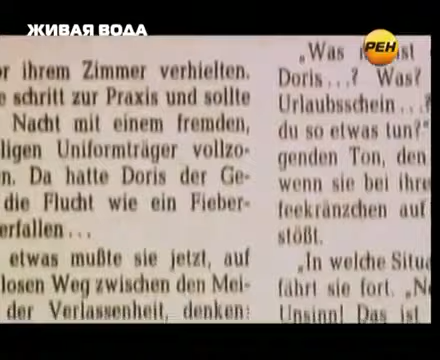 ЖИВАЯ ВОДА
РЕН
or ihrem Zimmer verhielten.
e schritt zur Praxis und sollte
Nacht mit einem fremden,
ligen Uniformträger vollzo-
n. Da hatte Doris der Ge-
die Flucht wie ein Fieber-
erfallen...
etwas mußte sie jetzt, auf
losen Weg zwischen den Mei-
der Verlassenheit, denken:
„Was ist
Doris...? Was?
Urlaubsschein...?
du so etwas tun?"
genden Ton, den
wenn sie bei ihre
feekränzchen auf
stößt.
„In welche Situ
fährt sie fort. „N
Unsinn! Das ist